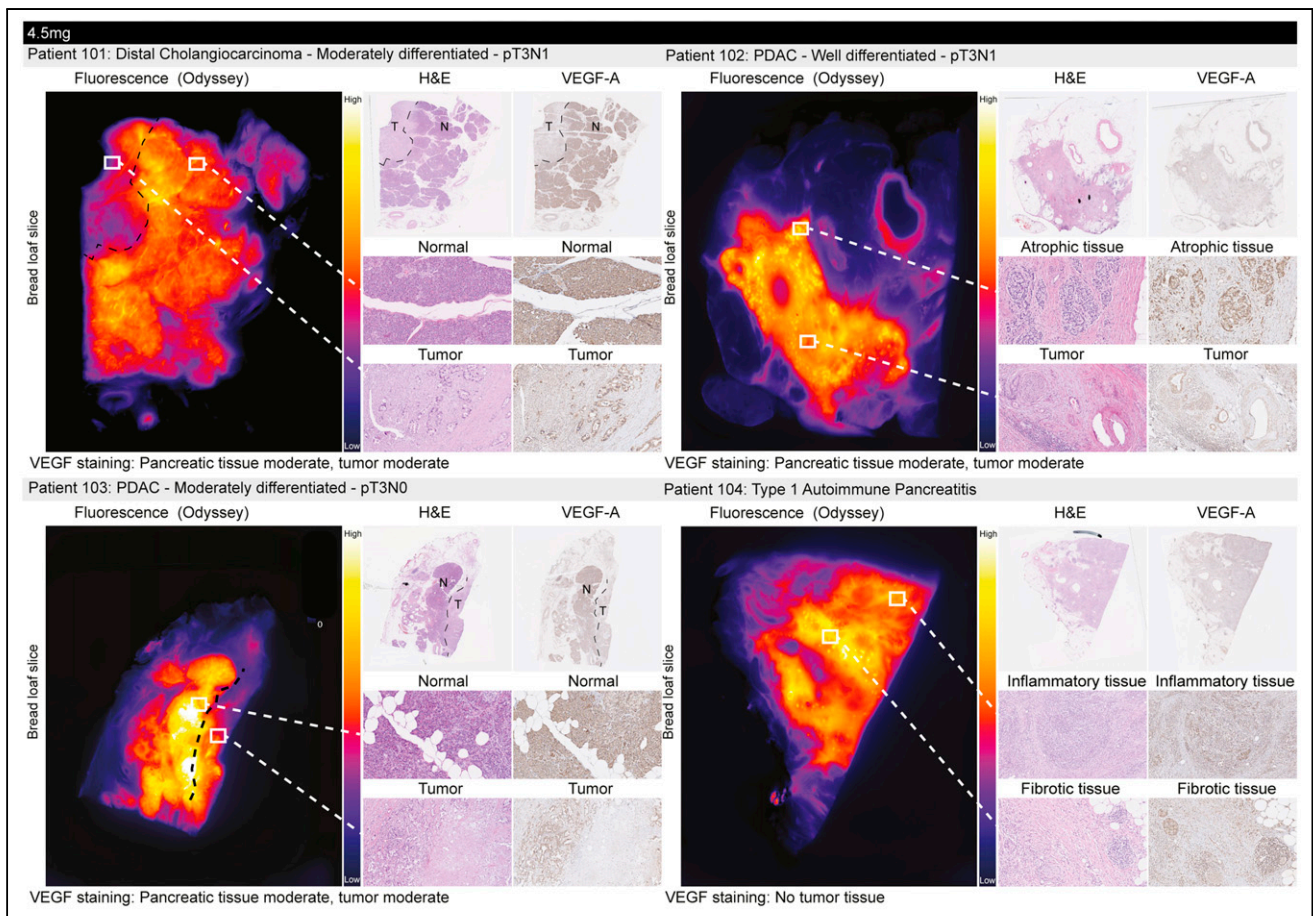 4.5mg
Patient 101: Distal Cholangiocarcinoma - Moderately differentiated - pT3N1
Fluorescence (Odyssey)
H&E
VEGF-A
High
T
N
T
N
Bread loaf slice
Normal
Normal
Tumor
Tumor
Low
VEGF staining: Pancreatic tissue moderate, tumor moderate
Patient 102: PDAC - Well differentiated - pT3N1
Fluorescence (Odyssey)
H&E
VEGF-A
High
Bread loaf slice
Atrophic tissue
Atrophic tissue
Tumor
Tumor
Low
VEGF staining: Pancreatic tissue moderate, tumor moderate
Patient 103: PDAC - Moderately differentiated - pT3N0
Fluorescence (Odyssey)
H&E
VEGF-A
High
N
T
N
T
0
Bread loaf slice
Normal
Normal
Tumor
Tumor
Low
VEGF staining: Pancreatic tissue moderate, tumor moderate
Patient 104: Type 1 Autoimmune Pancreatitis
Fluorescence (Odyssey)
H&E
VEGF-A
High
Bread loaf slice
Inflammatory tissue
Inflammatory tissue
Fibrotic tissue
Fibrotic tissue
Low
VEGF staining: No tumor tissue